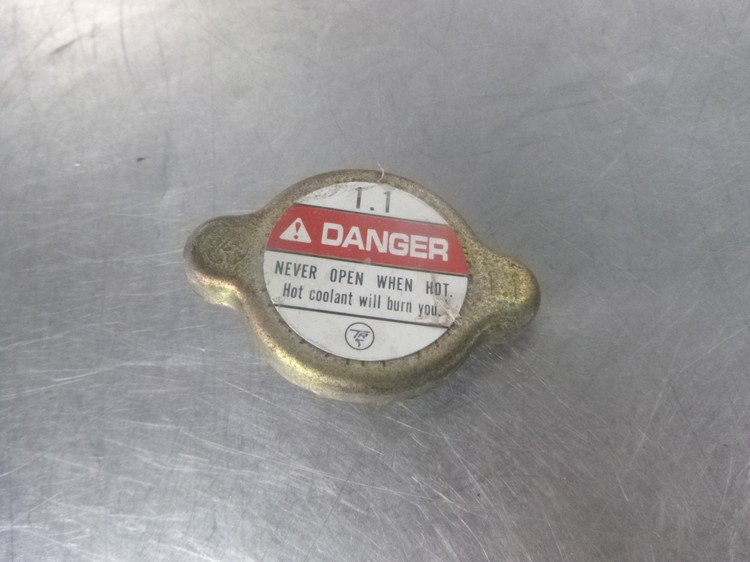 1.1
DANGER
NEVER OPEN WHEN HOT.
Hot coolant will burn you.